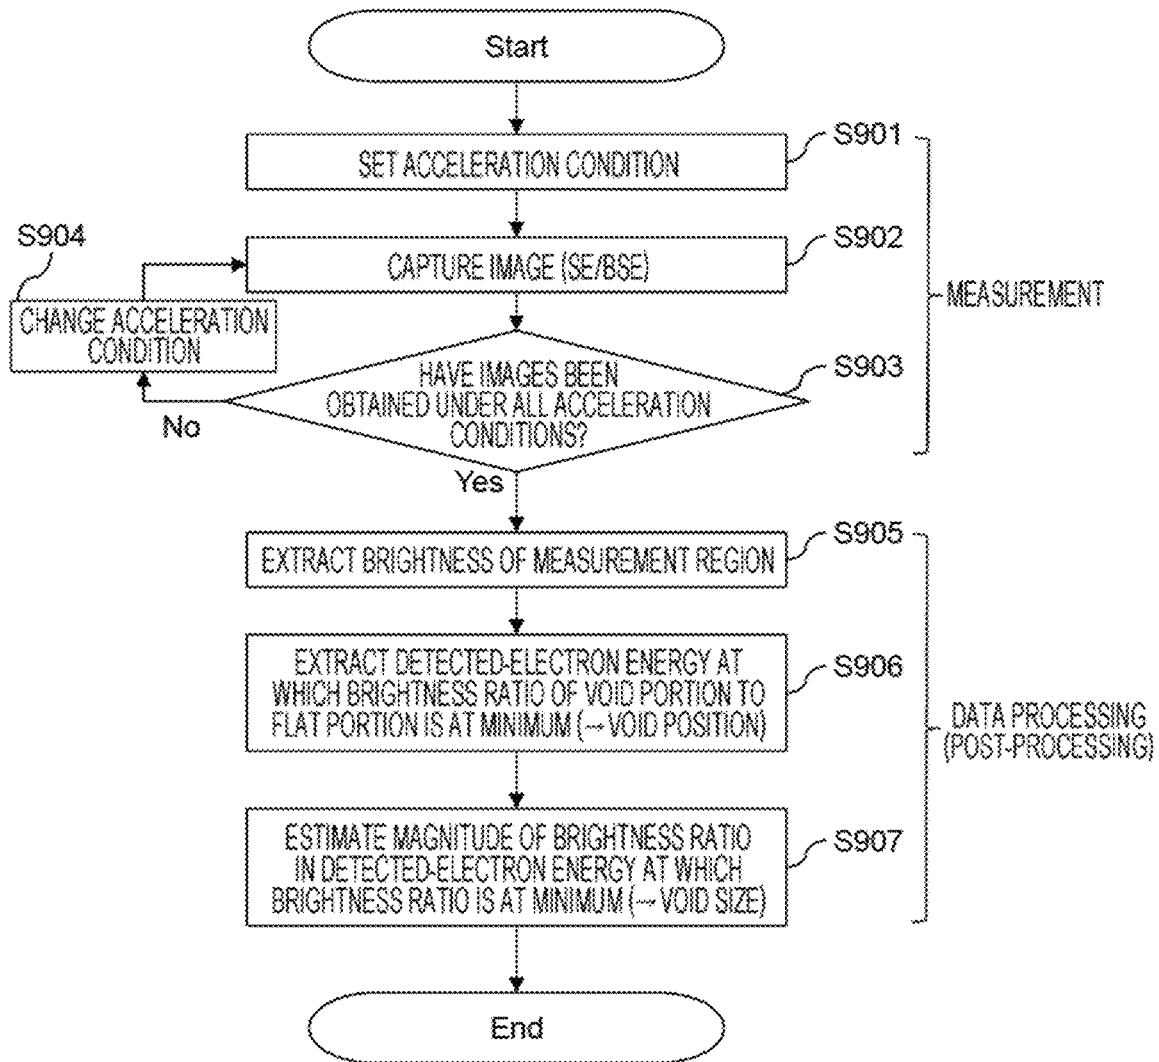 Start
S901
SET ACCELERATION CONDITION
S904
S902
CAPTURE IMAGE (SE/BSE)
MEASUREMENT
CHANGE ACCELERATION
CONDITION
S903
HAVE IMAGES BEEN
OBTAINED UNDER ALL ACCELERATION
CONDITIONS?
No
Yes
S905
EXTRACT BRIGHTNESS OF MEASUREMENT REGION
S906
EXTRACT DETECTED-ELECTRON ENERGY AT
WHICH BRIGHTNESS RATIO OF VOID PORTION TO
FLAT PORTION IS AT MINIMUM (→ VOID POSITION)
DATA PROCESSING
(POST-PROCESSING)
S907
ESTIMATE MAGNITUDE OF BRIGHTNESS RATIO
IN DETECTED-ELECTRON ENERGY AT WHICH
BRIGHTNESS RATIO IS AT MINIMUM (→ VOID SIZE)
End